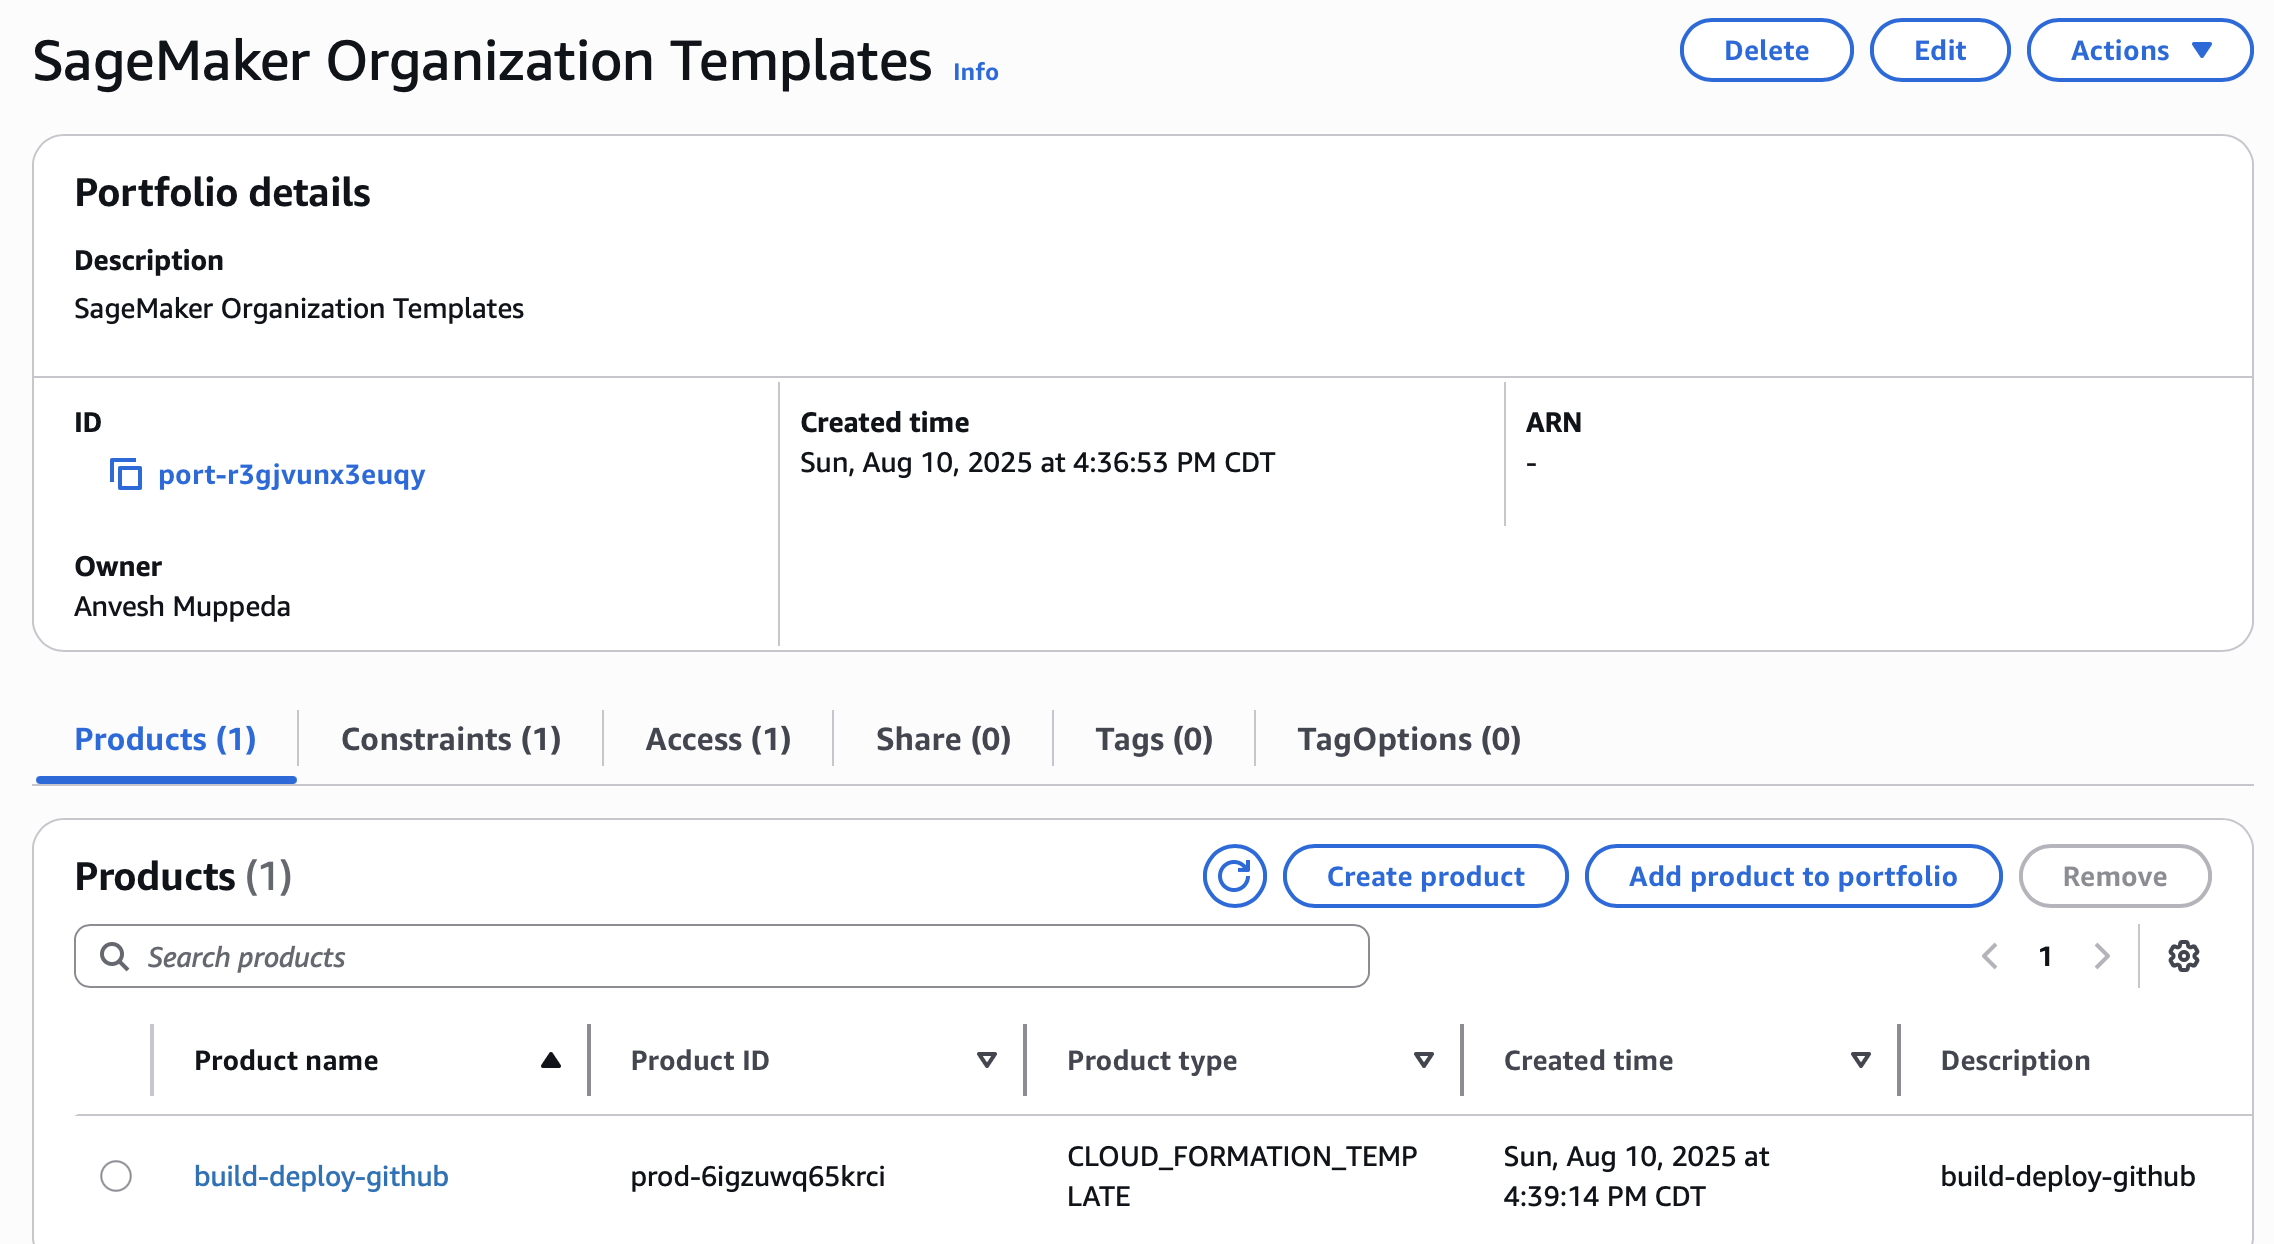 SageMaker Organization Templates Info
Delete
Edit
Actions
Portfolio details
Description
SageMaker Organization Templates
ID
port-r3gjvunx3euqy
Created time
Sun, Aug 10, 2025 at 4:36:53 PM CDT
ARN
-
Owner
Anvesh Muppeda
Products (1)
Constraints (1)
Access (1)
Share (0)
Tags (0)
TagOptions (0)
Products (1)
Create product
Add product to portfolio
Remove
Search products
1
Product name
Product ID
Product type
Created time
Description
build-deploy-github
prod-6igzuwq65krci
CLOUD_FORMATION_TEMP
LATE
Sun, Aug 10, 2025 at
4:39:14 PM CDT
build-deploy-github